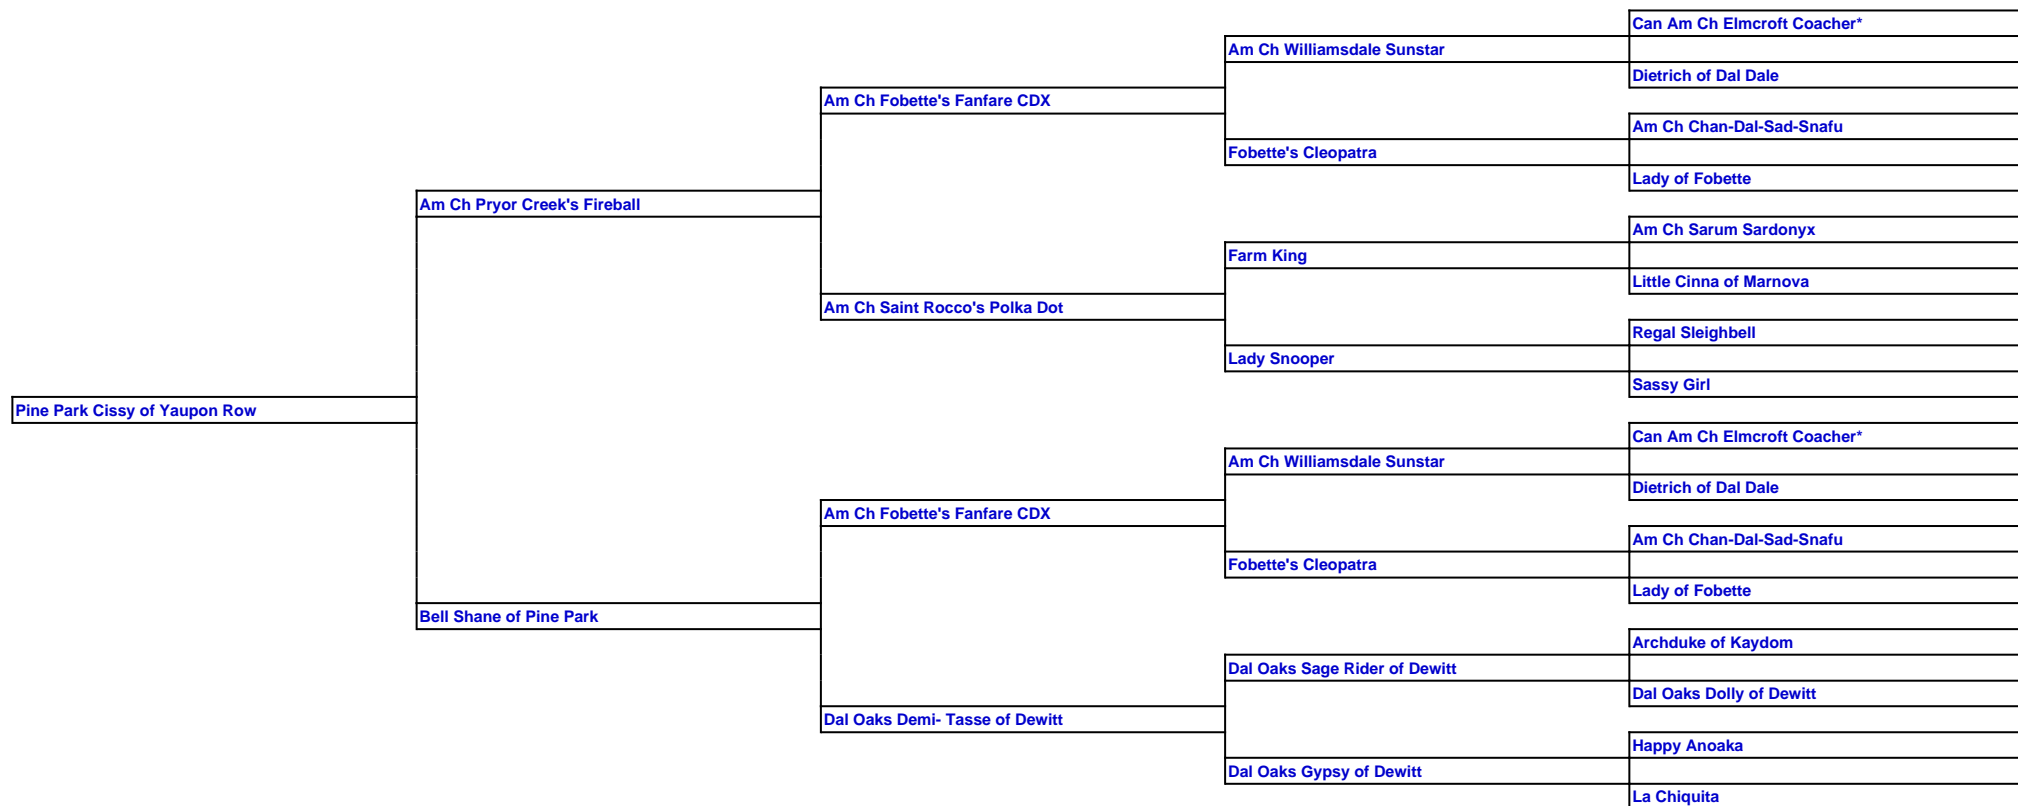 Can Am Ch Elmcroft Coacher*
Am Ch Williamsdale Sunstar
Dietrich of Dal Dale
Am Ch Fobette's Fanfare CDX
Am Ch Chan-Dal-Sad-Snafu
Fobette's Cleopatra
Lady of Fobette
Am Ch Pryor Creek's Fireball
Am Ch Sarum Sardonyx
Farm King
Little Cinna of Marnova
Am Ch Saint Rocco's Polka Dot
Regal Sleighbell
Lady Snooper
Sassy Girl
Pine Park Cissy of Yaupon Row
Can Am Ch Elmcroft Coacher*
Am Ch Williamsdale Sunstar
Dietrich of Dal Dale
Am Ch Fobette's Fanfare CDX
Am Ch Chan-Dal-Sad-Snafu
Fobette's Cleopatra
Lady of Fobette
Bell Shane of Pine Park
Archduke of Kaydom
Dal Oaks Sage Rider of Dewitt
Dal Oaks Dolly of Dewitt
Dal Oaks Demi- Tasse of Dewitt
Happy Anoaka
Dal Oaks Gypsy of Dewitt
La Chiquita